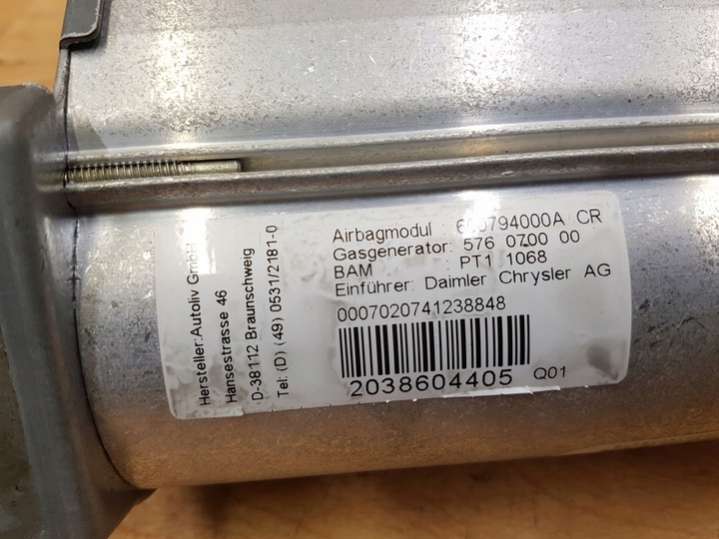 Hersteller:Autoliv
Hansestrasse 46
D-38112 Braunschweig
Tel: (D) (49) 0531/2181-0
Airbagmodul : CR
Gasgenerator: 576 0700 00
BAM : PT1 1068
Einführer: Daimler Chrysler AG
0007020741238848
2038604405 Q01